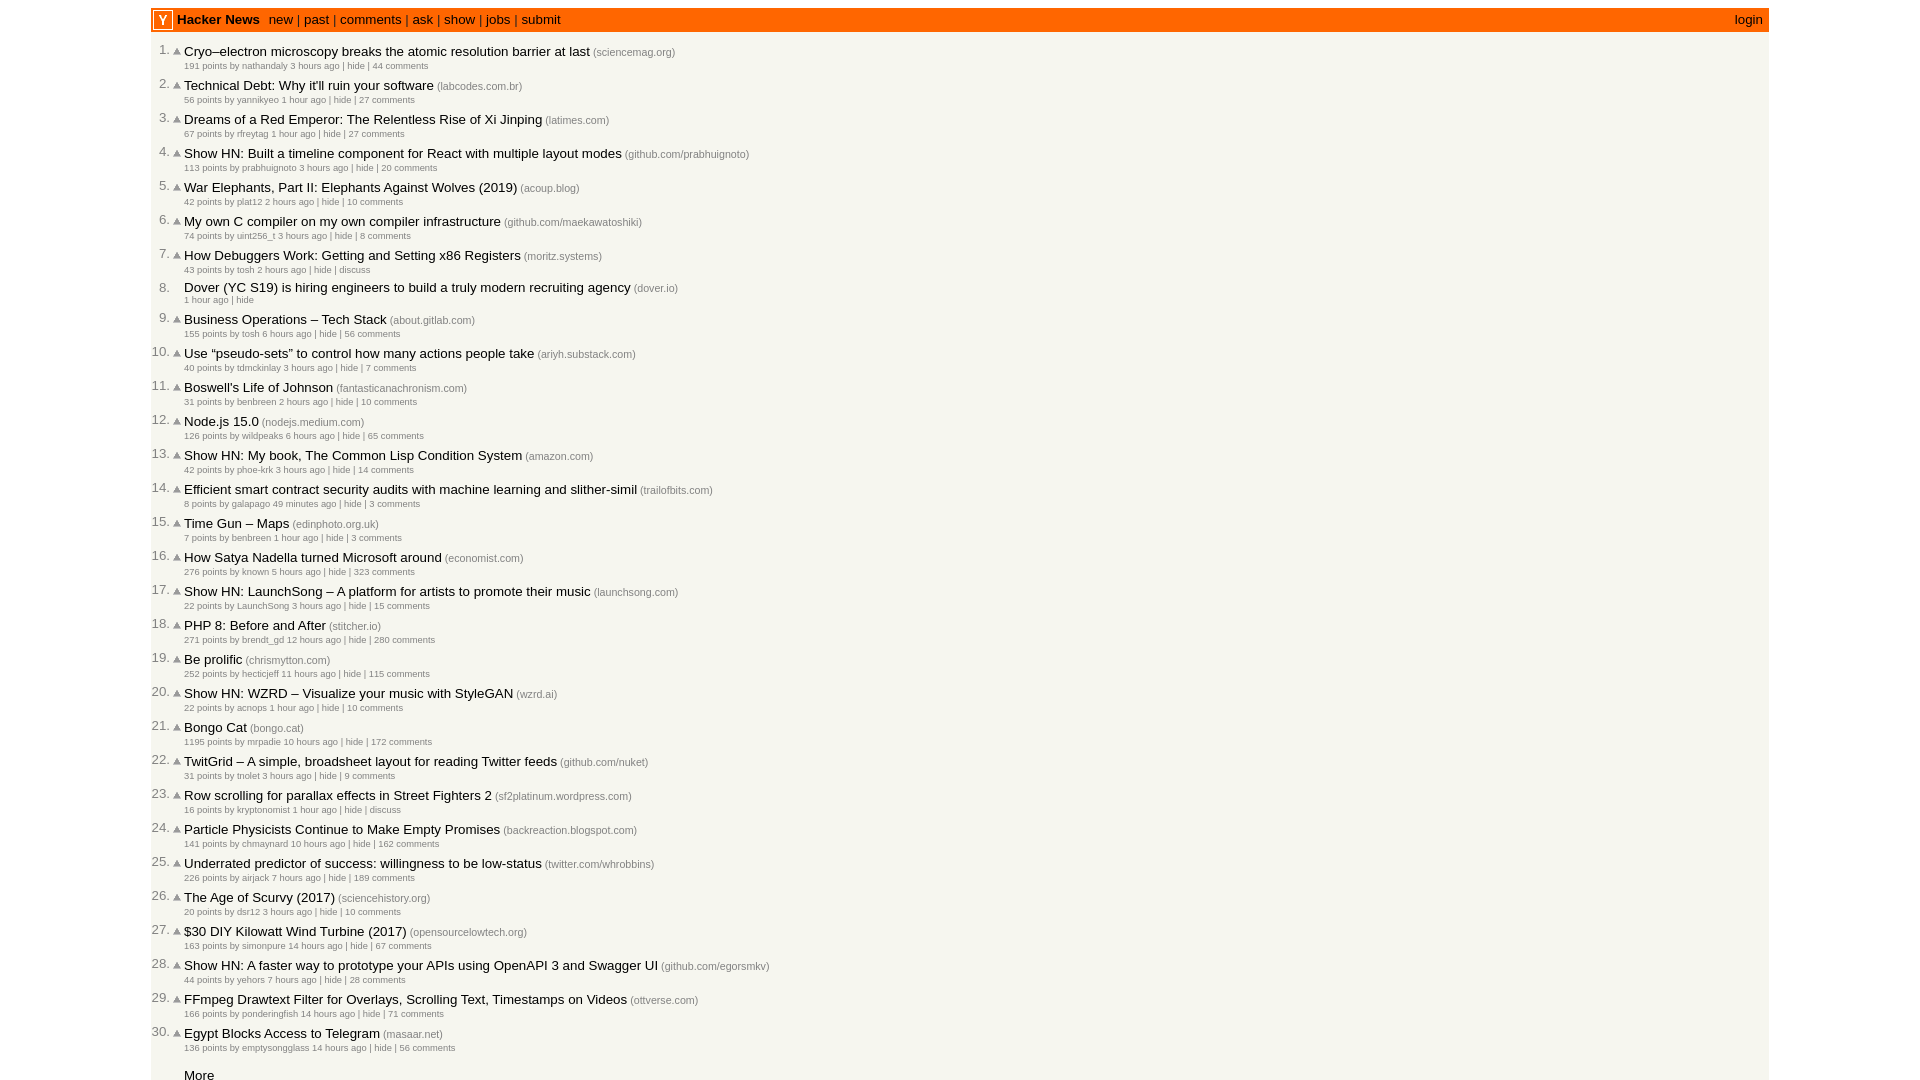 Y Hacker News new | past | comments | ask | show | jobs | submit login
1. Cryo–electron microscopy breaks the atomic resolution barrier at last (sciencemag.org)
191 points by nathandaly 3 hours ago | hide | 44 comments
2. Technical Debt: Why it'll ruin your software (labcodes.com.br)
56 points by yannikyeo 1 hour ago | hide | 27 comments
3. Dreams of a Red Emperor: The Relentless Rise of Xi Jinping (latimes.com)
67 points by rfreytag 1 hour ago | hide | 27 comments
4. Show HN: Built a timeline component for React with multiple layout modes (github.com/prabhuignoto)
113 points by prabhuignoto 3 hours ago | hide | 20 comments
5. War Elephants, Part II: Elephants Against Wolves (2019) (acoup.blog)
42 points by plat12 2 hours ago | hide | 10 comments
6. My own C compiler on my own compiler infrastructure (github.com/maekawatoshiki)
74 points by uint256_t 3 hours ago | hide | 8 comments
7. How Debuggers Work: Getting and Setting x86 Registers (moritz.systems)
43 points by tosh 2 hours ago | hide | discuss
8. Dover (YC S19) is hiring engineers to build a truly modern recruiting agency (dover.io)
1 hour ago | hide
9. Business Operations – Tech Stack (about.gitlab.com)
155 points by tosh 6 hours ago | hide | 56 comments
10. Use “pseudo-sets” to control how many actions people take (ariyh.substack.com)
40 points by tdmckinlay 3 hours ago | hide | 7 comments
11. Boswell's Life of Johnson (fantasticanachronism.com)
31 points by benbreen 2 hours ago | hide | 10 comments
12. Node.js 15.0 (nodejs.medium.com)
126 points by wildpeaks 6 hours ago | hide | 65 comments
13. Show HN: My book, The Common Lisp Condition System (amazon.com)
42 points by phoe-krk 3 hours ago | hide | 14 comments
14. Efficient smart contract security audits with machine learning and slither-simil (trailofbits.com)
8 points by galapago 49 minutes ago | hide | 3 comments
15. Time Gun – Maps (edinphoto.org.uk)
7 points by benbreen 1 hour ago | hide | 3 comments
16. How Satya Nadella turned Microsoft around (economist.com)
276 points by known 5 hours ago | hide | 323 comments
17. Show HN: LaunchSong – A platform for artists to promote their music (launchsong.com)
22 points by LaunchSong 3 hours ago | hide | 15 comments
18. PHP 8: Before and After (stitcher.io)
271 points by brendt_gd 12 hours ago | hide | 280 comments
19. Be prolific (chrismytton.com)
252 points by hecticjeff 11 hours ago | hide | 115 comments
20. Show HN: WZRD – Visualize your music with StyleGAN (wzrd.ai)
22 points by acnops 1 hour ago | hide | 10 comments
21. Bongo Cat (bongo.cat)
1195 points by mrpadie 10 hours ago | hide | 172 comments
22. TwitGrid – A simple, broadsheet layout for reading Twitter feeds (github.com/nuket)
31 points by tnolet 3 hours ago | hide | 9 comments
23. Row scrolling for parallax effects in Street Fighters 2 (sf2platinum.wordpress.com)
16 points by kryptonomist 1 hour ago | hide | discuss
24. Particle Physicists Continue to Make Empty Promises (backreaction.blogspot.com)
141 points by chmaynard 10 hours ago | hide | 162 comments
25. Underrated predictor of success: willingness to be low-status (twitter.com/whrobbins)
226 points by airjack 7 hours ago | hide | 189 comments
26. The Age of Scurvy (2017) (sciencehistory.org)
20 points by dsr12 3 hours ago | hide | 10 comments
27. $30 DIY Kilowatt Wind Turbine (2017) (opensourcelowtech.org)
163 points by simonpure 14 hours ago | hide | 67 comments
28. Show HN: A faster way to prototype your APIs using OpenAPI 3 and Swagger UI (github.com/egorsmkv)
44 points by yehors 7 hours ago | hide | 28 comments
29. FFmpeg Drawtext Filter for Overlays, Scrolling Text, Timestamps on Videos (ottverse.com)
166 points by ponderingfish 14 hours ago | hide | 71 comments
30. Egypt Blocks Access to Telegram (masaar.net)
136 points by emptysongglass 14 hours ago | hide | 56 comments
More